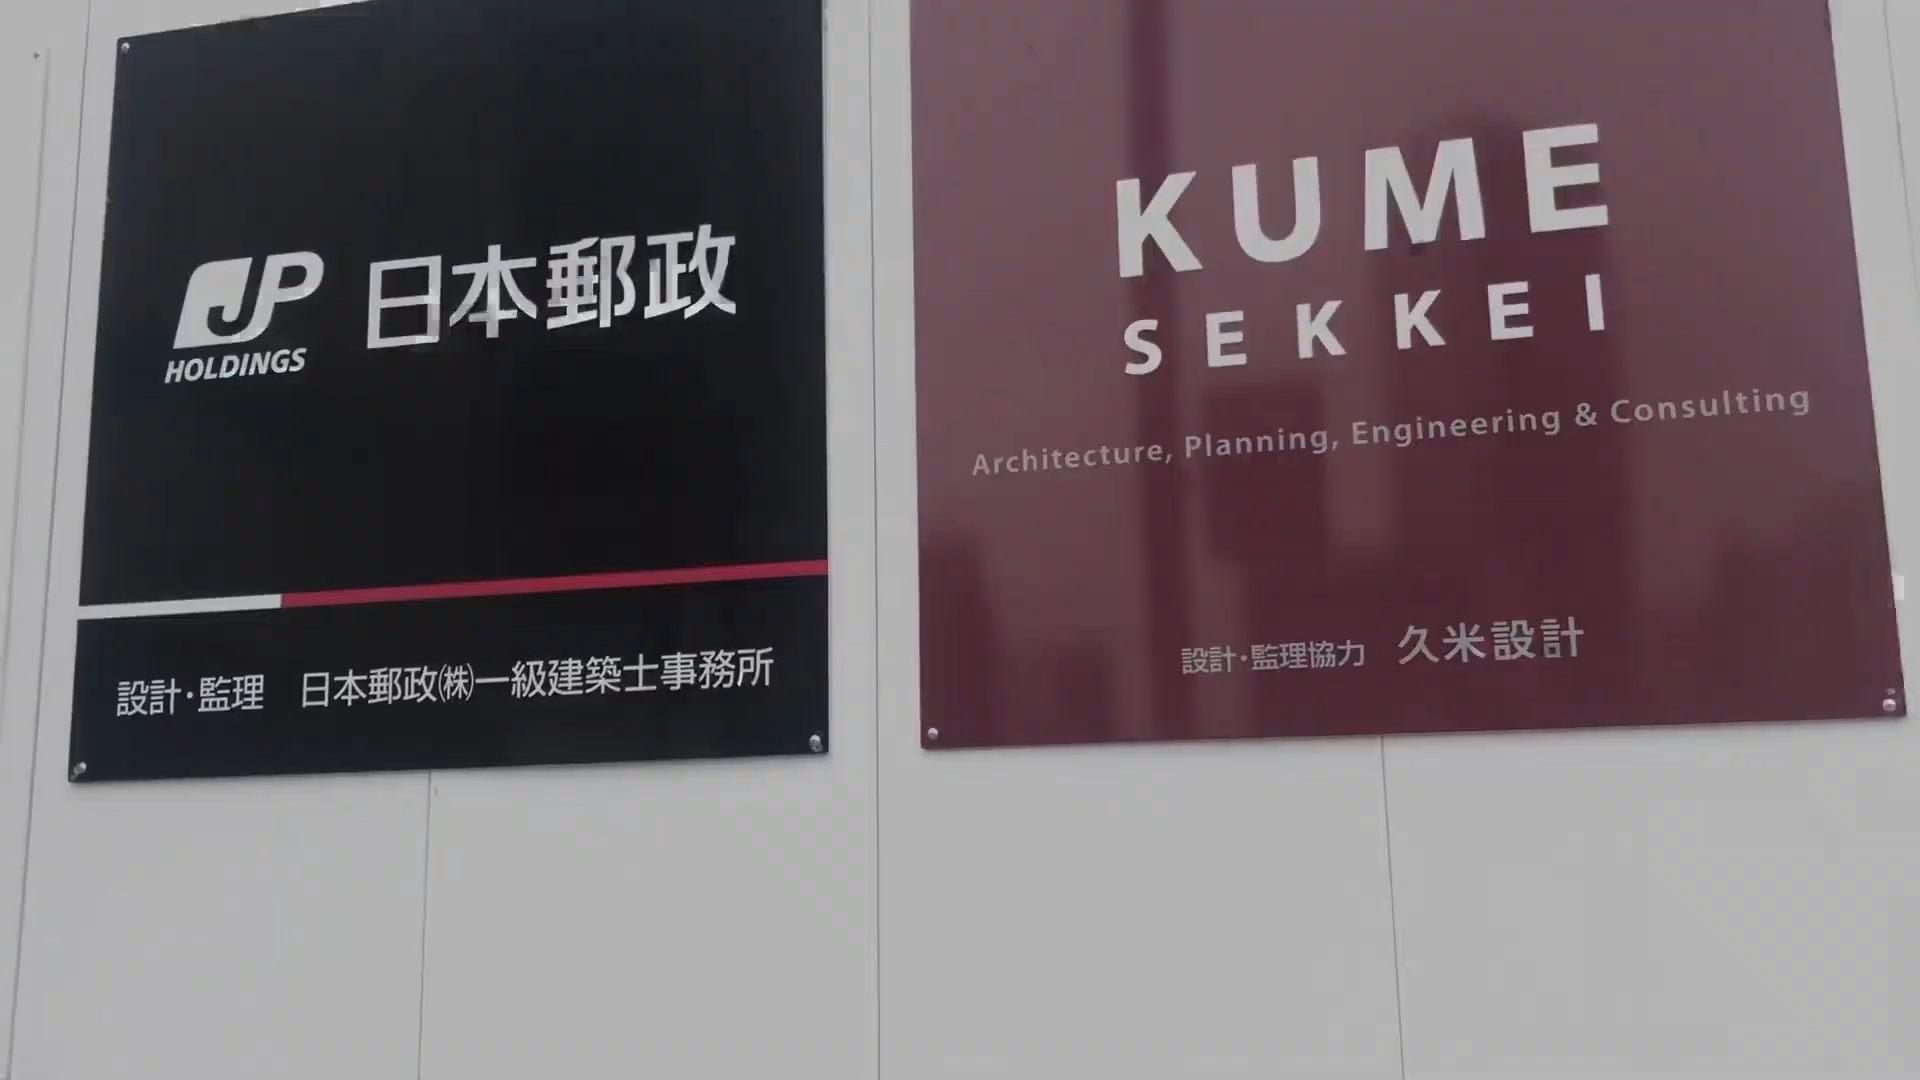 JP 日本郵政
HOLDINGS
設計・監理 日本郵政㈱一級建築士事務所
KUME
SEKKEI
Architecture, Planning, Engineering & Consulting
設計・監理協力 久米設計